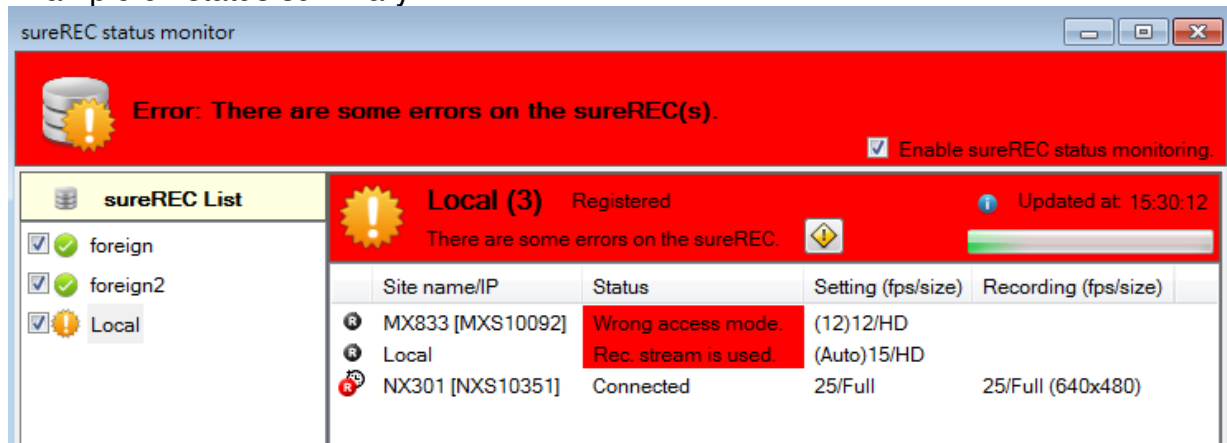 sureREC status monitor
Error: There are some errors on the sureREC(s).
Enable sureREC status monitoring.
sureREC List
foreign
foreign2
Local
Local (3) Registered Updated at: 15:30:12
There are some errors on the sureREC.
Site name/IP Status Setting (fps/size) Recording (fps/size)
MX833 [MXS10092] Wrong access mode. (12)12/HD
Local Rec. stream is used. (Auto)15/HD
NX301 [NXS10351] Connected 25/Full 25/Full (640x480)